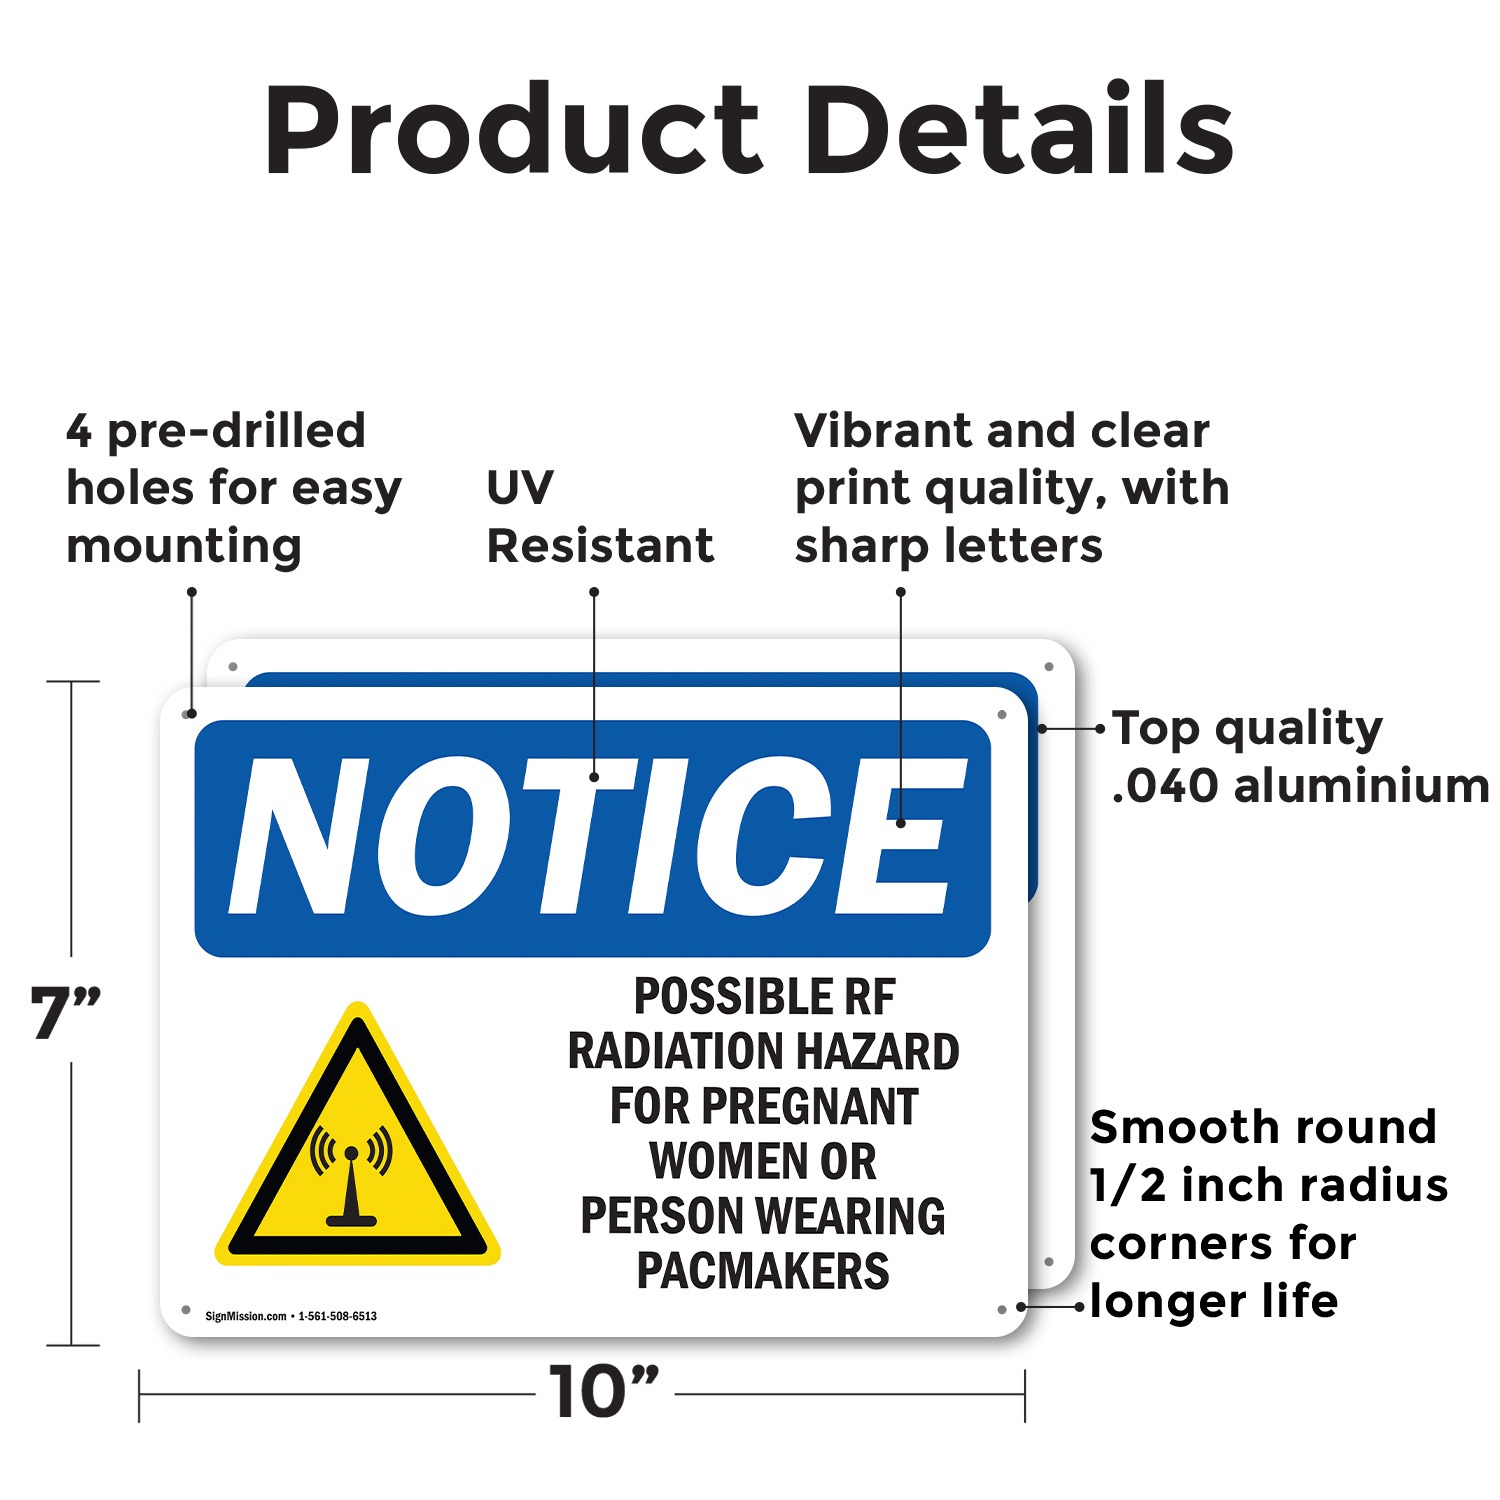 Product Details
4 pre-drilled
holes for easy
mounting
UV
Resistant
Vibrant and clear
print quality, with
sharp letters
Top quality
.040 aluminium
NOTICE
POSSIBLE RF
RADIATION HAZARD
FOR PREGNANT
WOMEN OR
PERSON WEARING
PACMAKERS
SignMission.com • 1-561-508-6513
7”
10”
Smooth round
1/2 inch radius
corners for
longer life